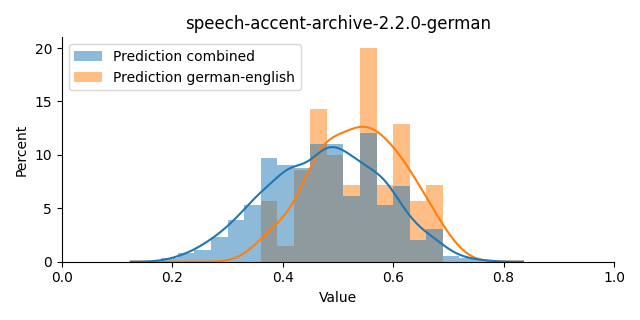 speech-accent-archive-2.2.0-german
Prediction combined
Prediction german-english
Percent
20
15
10
5
0
0.0 0.2 0.4 0.6 0.8 1.0
Value